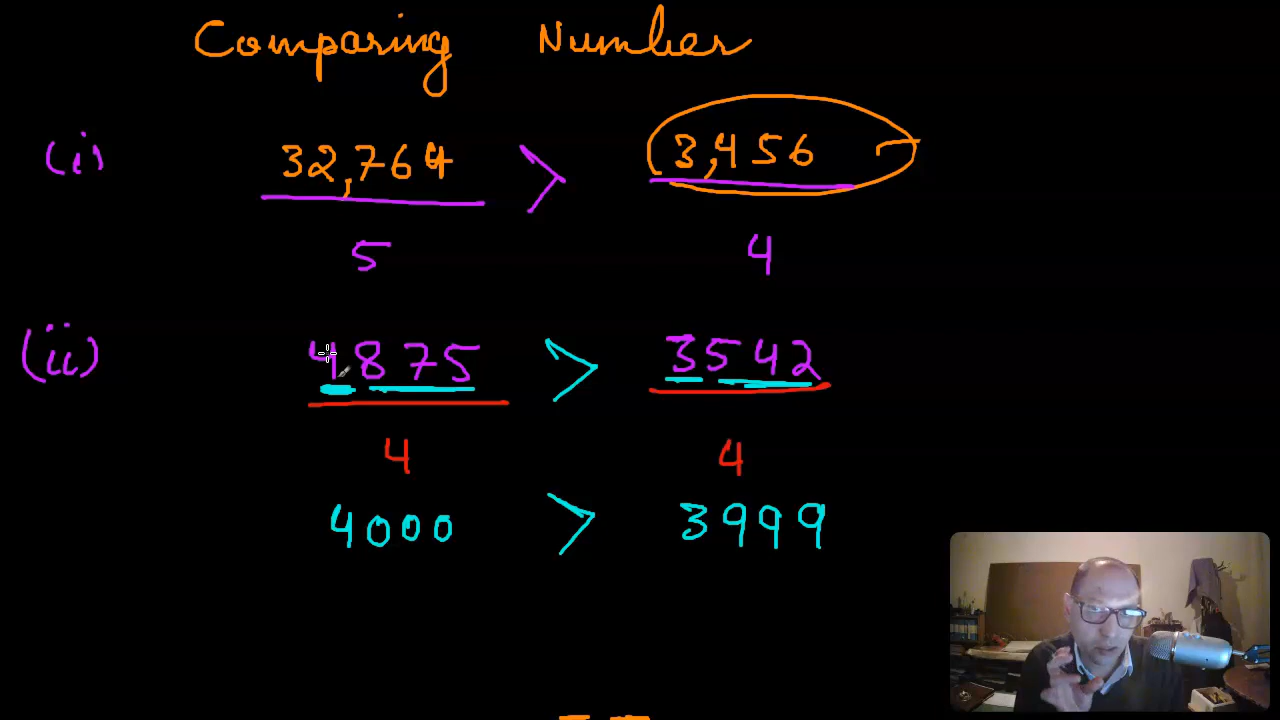 Comparing Number
(i) 32,764 > 3,456
5 4
(ii) 4875 > 3542
4 4
4000 > 3999